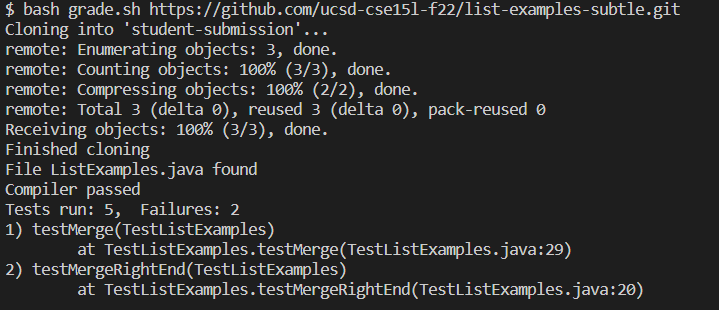 $ bash grade.sh https://github.com/ucsd-cse15l-f22/list-examples-subtle.git
Cloning into 'student-submission'...
remote: Enumerating objects: 3, done.
remote: Counting objects: 100% (3/3), done.
remote: Compressing objects: 100% (2/2), done.
remote: Total 3 (delta 0), reused 3 (delta 0), pack-reused 0
Receiving objects: 100% (3/3), done.
Finished cloning
File ListExamples.java found
Compiler passed
Tests run: 5,  Failures: 2
1) testMerge(TestListExamples)
        at TestListExamples.testMerge(TestListExamples.java:29)
2) testMergeRightEnd(TestListExamples)
        at TestListExamples.testMergeRightEnd(TestListExamples.java:20)